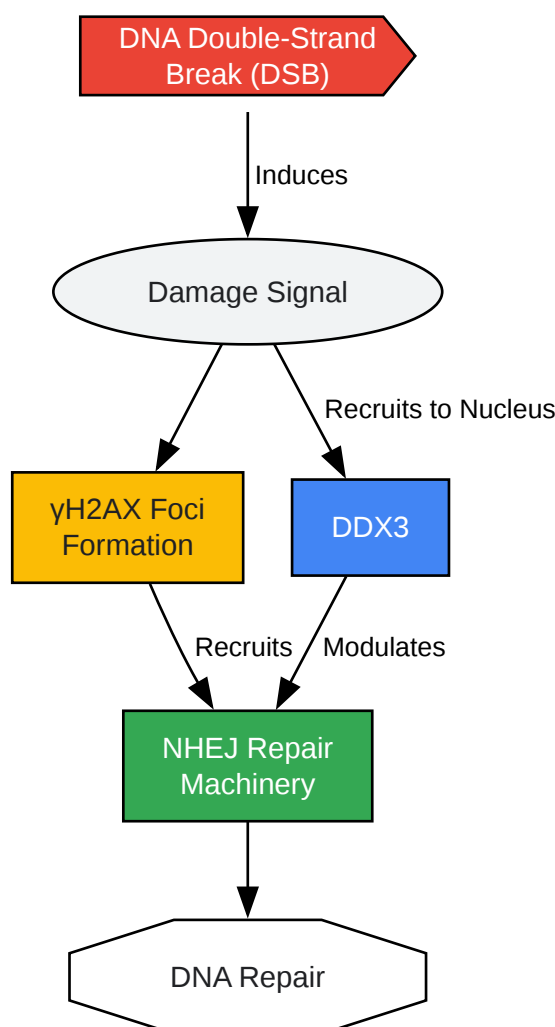 DNA Double-Strand
Break (DSB)
Induces
Damage Signal
Recruits to Nucleus
γH2AX Foci
Formation
DDX3
Recruits
Modulates
NHEJ Repair
Machinery
DNA Repair